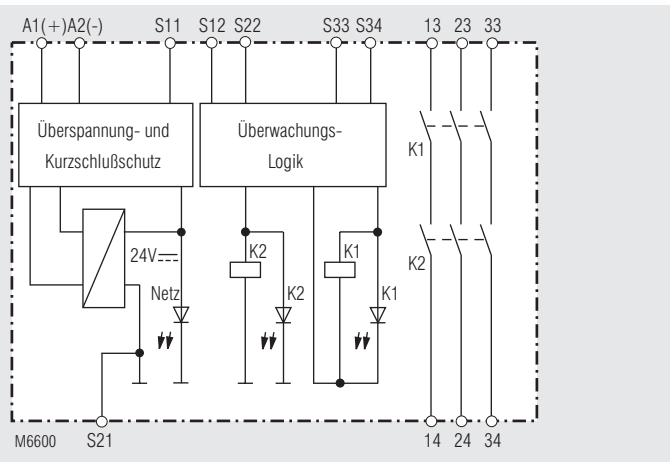 A1(+)A2(-) S11 S12 S22 S33 S34 13 23 33
Überspannung- und
Kurzschlußschutz
Überwachungs-
Logik
K1
24V
K2
K1
K2
Netz
K2
K1
M6600 S21 14 24 34